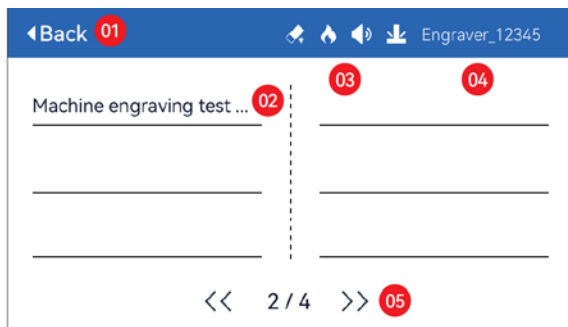 Back 01
Engraver_12345
03 04
Machine engraving test ... 02
<< 2 / 4 >> 05